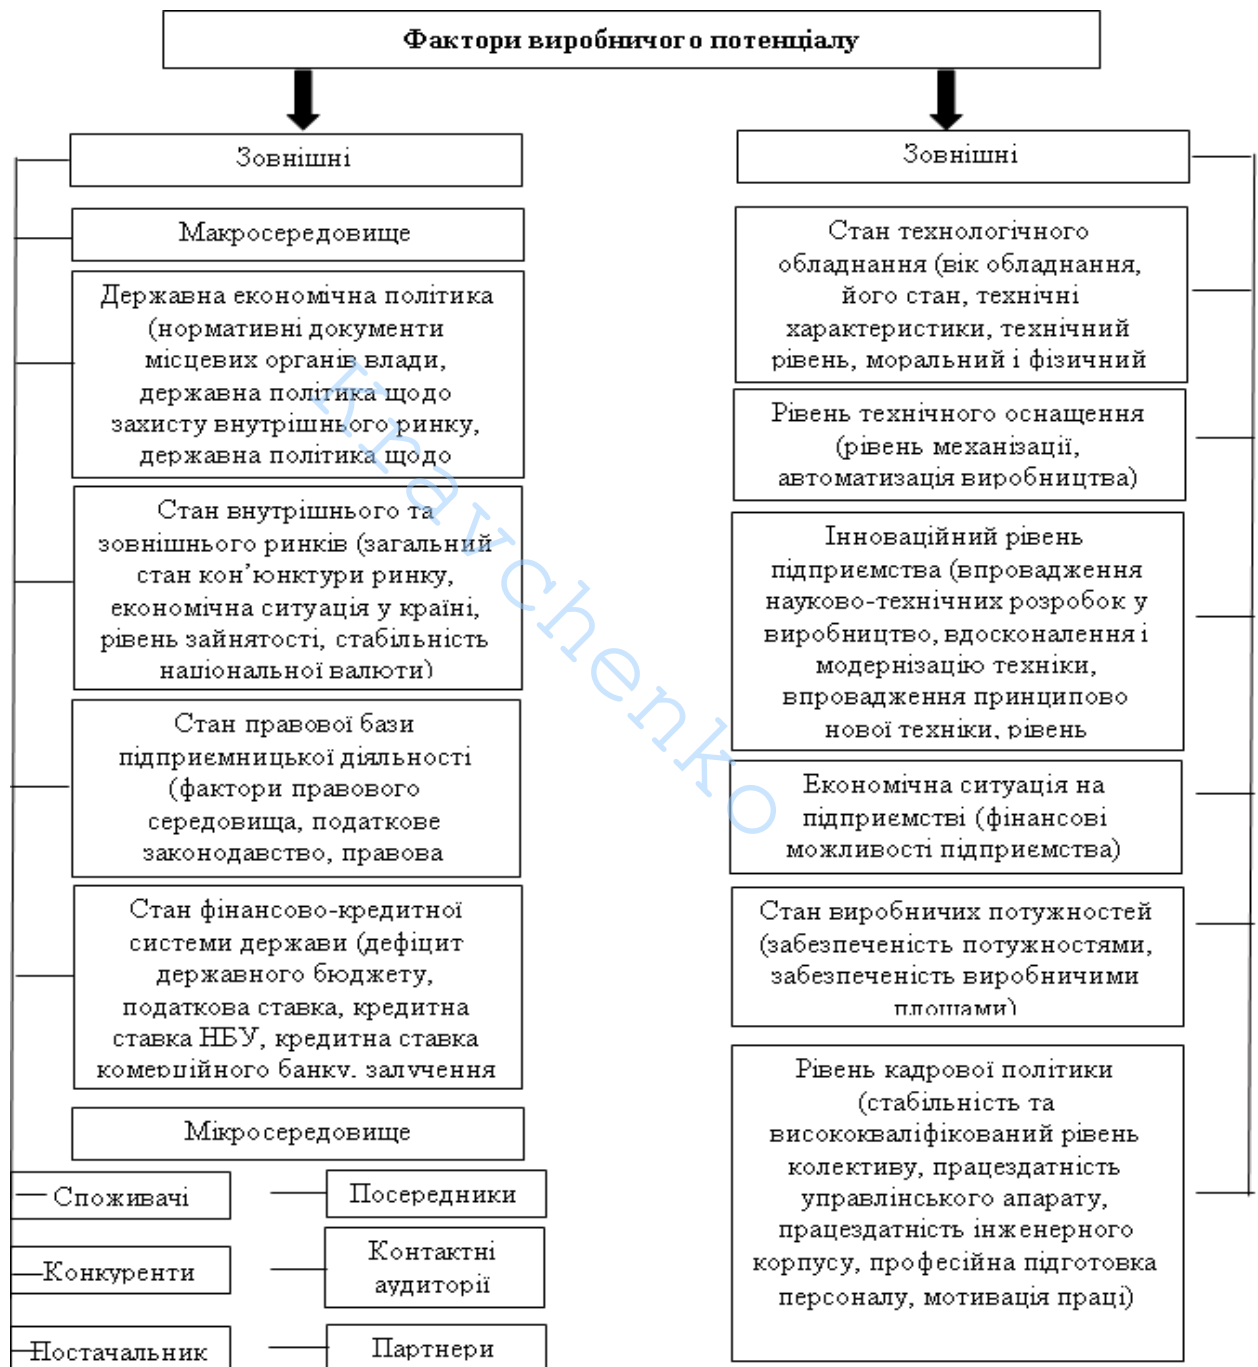 Фактори виробничого потенціалу
Зовнішні
Макросередовище
Державна економічна політика
(нормативні документи
місцевих органів влади,
державна політика щодо
захисту внутрішнього ринку,
державна політика щодо
Стан внутрішнього та
зовнішнього ринків (загальний
стан кон’юнктури ринку,
економічна ситуація у країні,
рівень зайнятості, стабільність
національної валюти)
Стан правової бази
підприємницької діяльності
(фактори правового
середовища, податкове
законодавство, правова
Стан фінансово-кредитної
системи держави (дефіцит
державного бюджету,
податкова ставка, кредитна
ставка НБУ, кредитна ставка
комерційного банку, залучення
Мікросередовище
Споживачі
Посередники
Конкуренти
Контактні
аудиторії
Постачальник
Партнери
Зовнішні
Стан технологічного
обладнання (вік обладнання,
його стан, технічні
характеристики, технічний
рівень, моральний і фізичний
Рівень технічного оснащення
(рівень механізації,
автоматизація виробництва)
Інноваційний рівень
підприємства (впровадження
науково-технічних розробок у
виробництво, вдосконалення і
модернізацію техніки,
впровадження принципово
нової техніки, рівень
Економічна ситуація на
підприємстві (фінансові
можливості підприємства)
Стан виробничих потужностей
(забезпеченість потужностями,
забезпеченість виробничими
площами)
Рівень кадрової політики
(стабільність та
висококваліфікований рівень
колективу, працездатність
управлінського апарату,
працездатність інженерного
корпусу, професійна підготовка
персоналу, мотивація праці)
Kravchenko